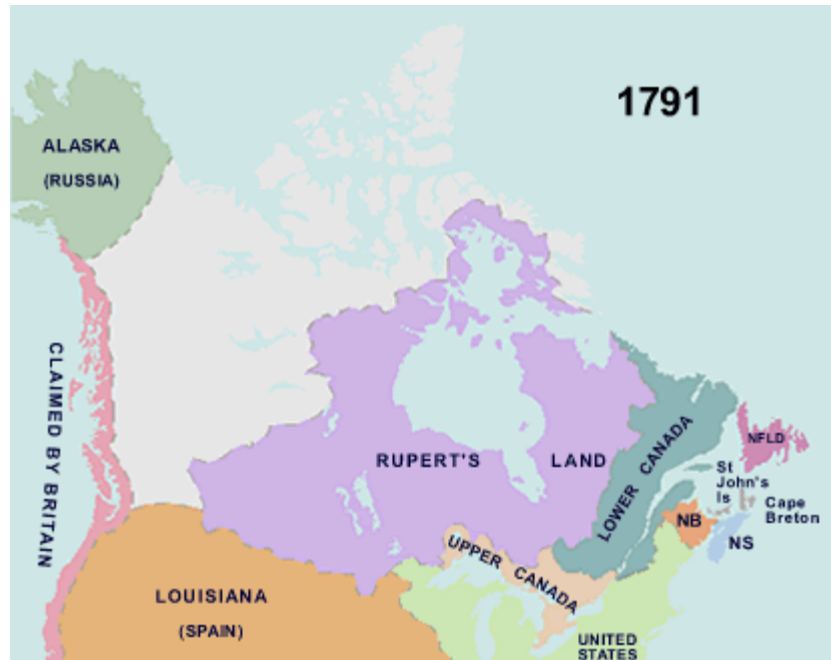 1791
ALASKA
(RUSSIA)
CLAIMED BY BRITAIN
RUPERT'S LAND
LOWER CANADA
NFLD
St
John's
Is
Cape
Breton
NB
NS
UPPER CANADA
LOUISIANA
(SPAIN)
UNITED
STATES